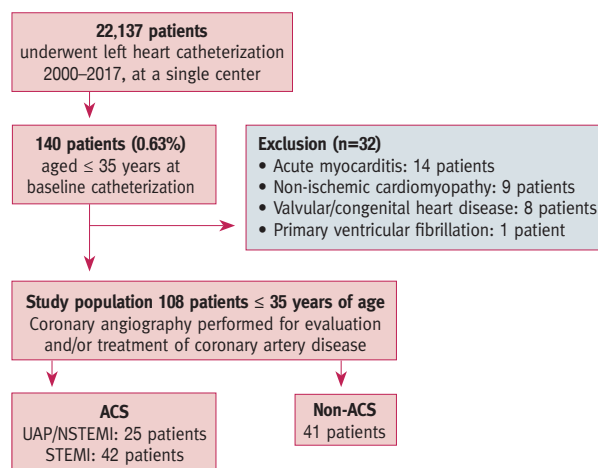 22,137 patients
underwent left heart catheterization
2000–2017, at a single center
140 patients (0.63%)
aged ≤ 35 years at
baseline catheterization
Exclusion (n=32)
• Acute myocarditis: 14 patients
• Non-ischemic cardiomyopathy: 9 patients
• Valvular/congenital heart disease: 8 patients
• Primary ventricular fibrillation: 1 patient
Study population 108 patients ≤ 35 years of age
Coronary angiography performed for evaluation
and/or treatment of coronary artery disease
ACS
UAP/NSTEMI: 25 patients
STEMI: 42 patients
Non-ACS
41 patients